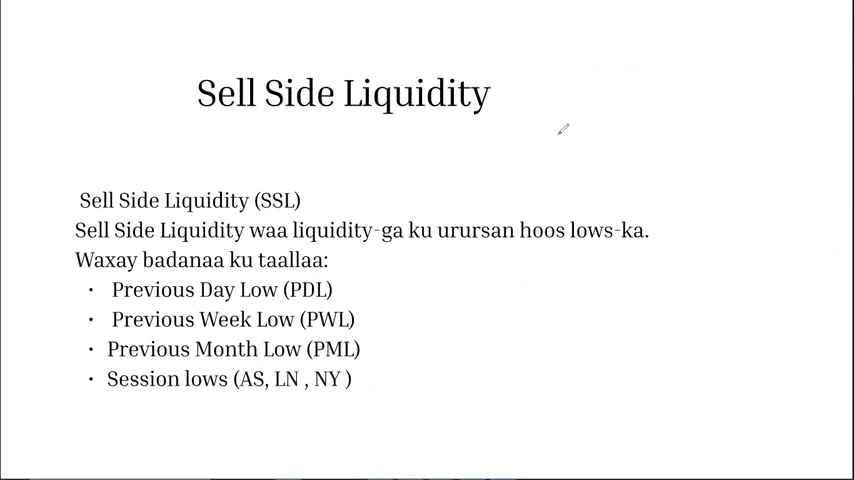 Sell Side Liquidity
Sell Side Liquidity (SSL)
Sell Side Liquidity waa liquidity-ga ku urursan hoos lows-ka.
Waxay badanaa ku taallaa:
• Previous Day Low (PDL)
• Previous Week Low (PWL)
• Previous Month Low (PML)
• Session lows (AS, LN , NY )